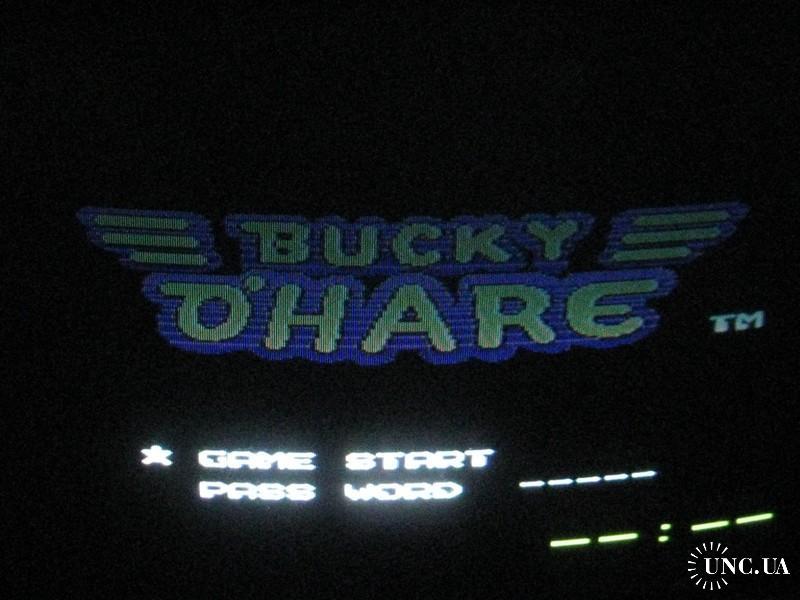 BUCKY
O'HARE
TM
★ GAME START
PASS WORD -----
-- : --
UNC.UA